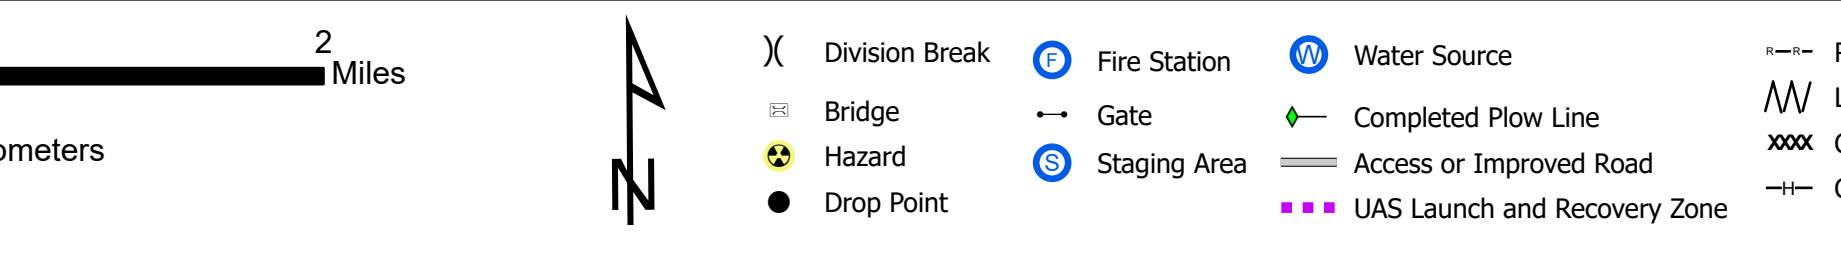 2
Miles
ometers
N
)( Division Break
Bridge
Hazard
Drop Point
F Fire Station
Gate
S Staging Area
W Water Source
Completed Plow Line
Access or Improved Road
UAS Launch and Recovery Zone
R R
XXXX
H